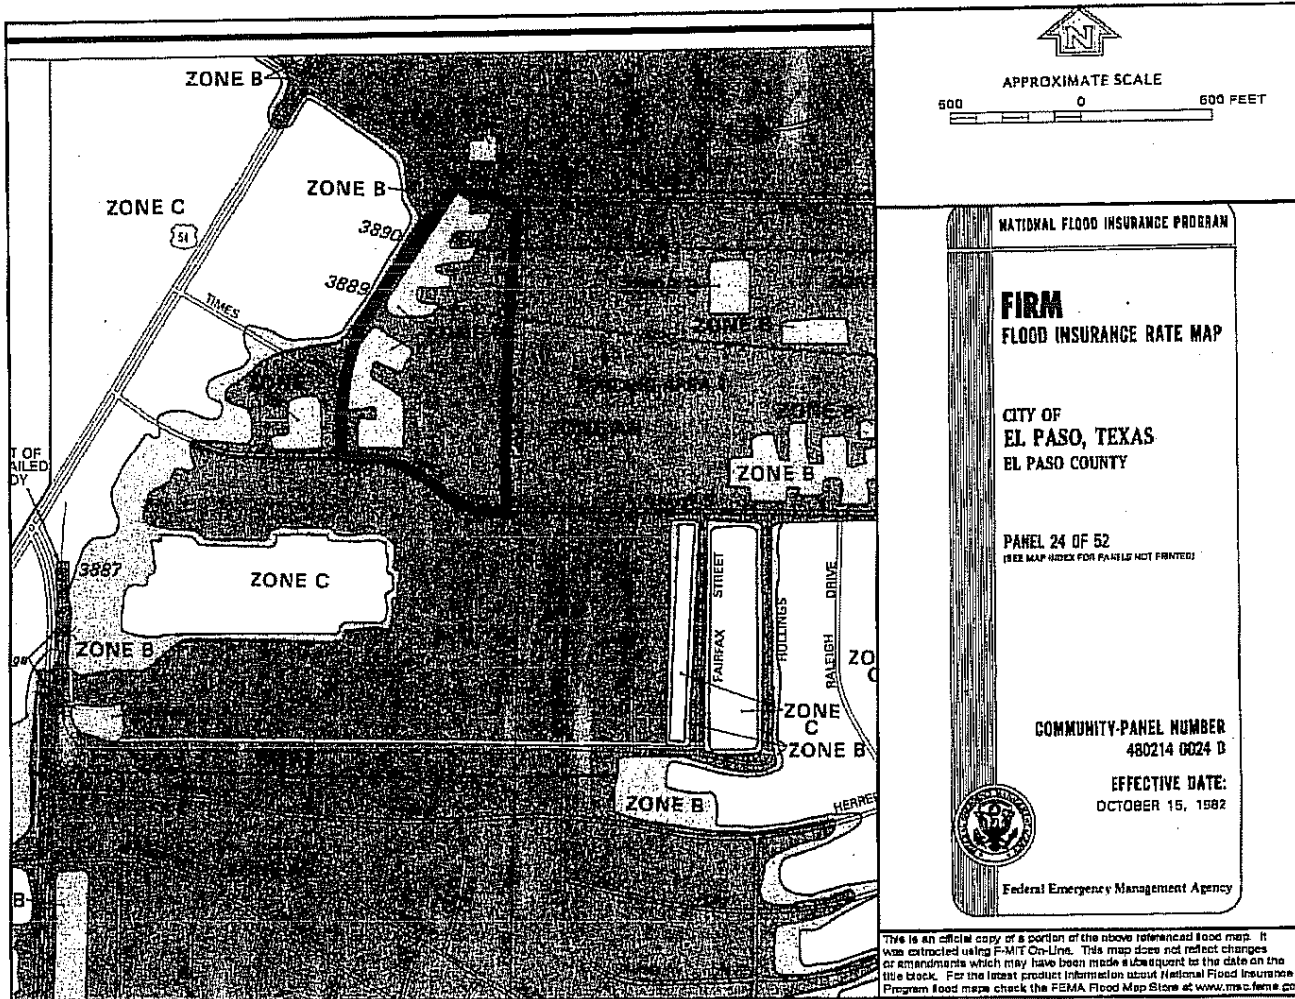 ZONE B
ZONE C
54
ZONE B
3890
3889
TIMES
ZONE B
ZONE B
3887
ZONE C
ZONE B
ZONE B
FAIRFAX STREET
HOLLINGS
RALEIGH DRIVE
ZONE
C
ZONE B
ZONE B
HERRE
B
N
APPROXIMATE SCALE
600 0 600 FEET
NATIONAL FLOOD INSURANCE PROGRAM
FIRM
FLOOD INSURANCE RATE MAP
CITY OF
EL PASO, TEXAS
EL PASO COUNTY
PANEL 24 OF 52
(SEE MAP INDEX FOR PANELS NOT PRINTED)
COMMUNITY-PANEL NUMBER
480214 0024 D
EFFECTIVE DATE:
OCTOBER 15, 1982
Federal Emergency Management Agency
This is an official copy of a portion of the above referenced flood map. It
was extracted using F-MIT On-Line. This map does not reflect changes
or amendments which may have been made subsequent to the date on the
title block. For the latest product information about National Flood Insurance
Program flood maps check the FEMA Flood Map Store at www.msc.fema.go